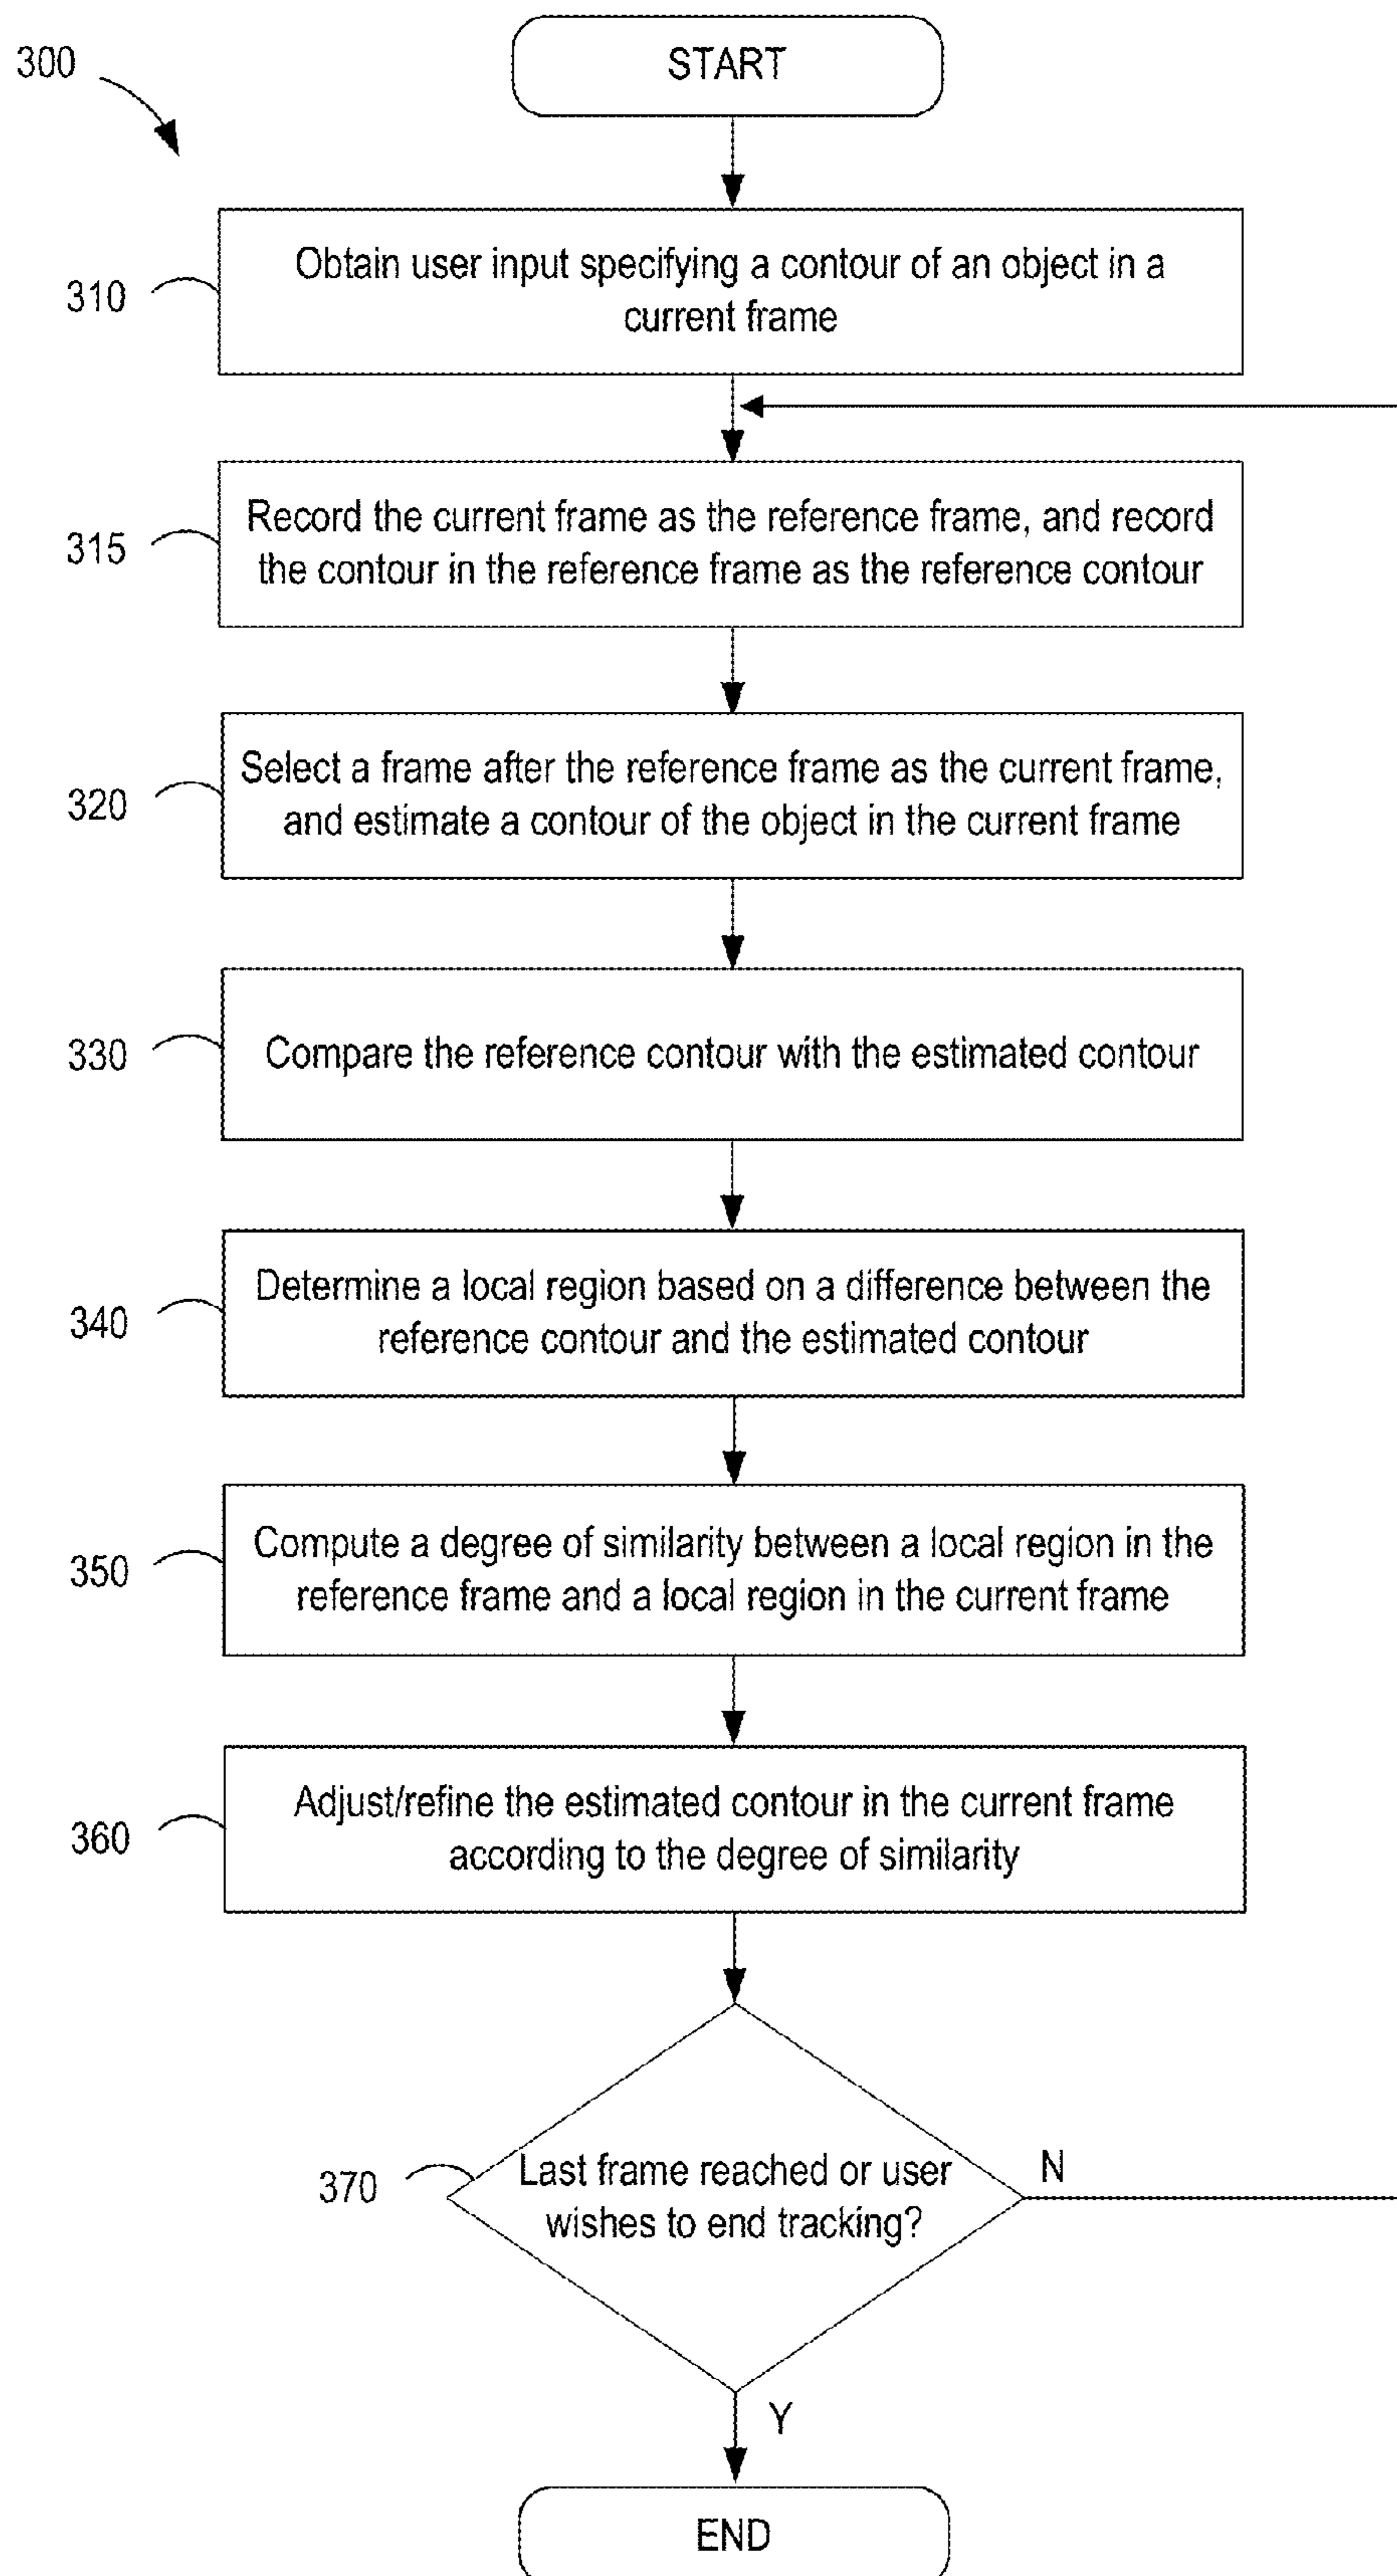 300
START
310
Obtain user input specifying a contour of an object in a
current frame
315
Record the current frame as the reference frame, and record
the contour in the reference frame as the reference contour
320
Select a frame after the reference frame as the current frame,
and estimate a contour of the object in the current frame
330
Compare the reference contour with the estimated contour
340
Determine a local region based on a difference between the
reference contour and the estimated contour
350
Compute a degree of similarity between a local region in the
reference frame and a local region in the current frame
360
Adjust/refine the estimated contour in the current frame
according to the degree of similarity
370
Last frame reached or user
wishes to end tracking?
N
Y
END